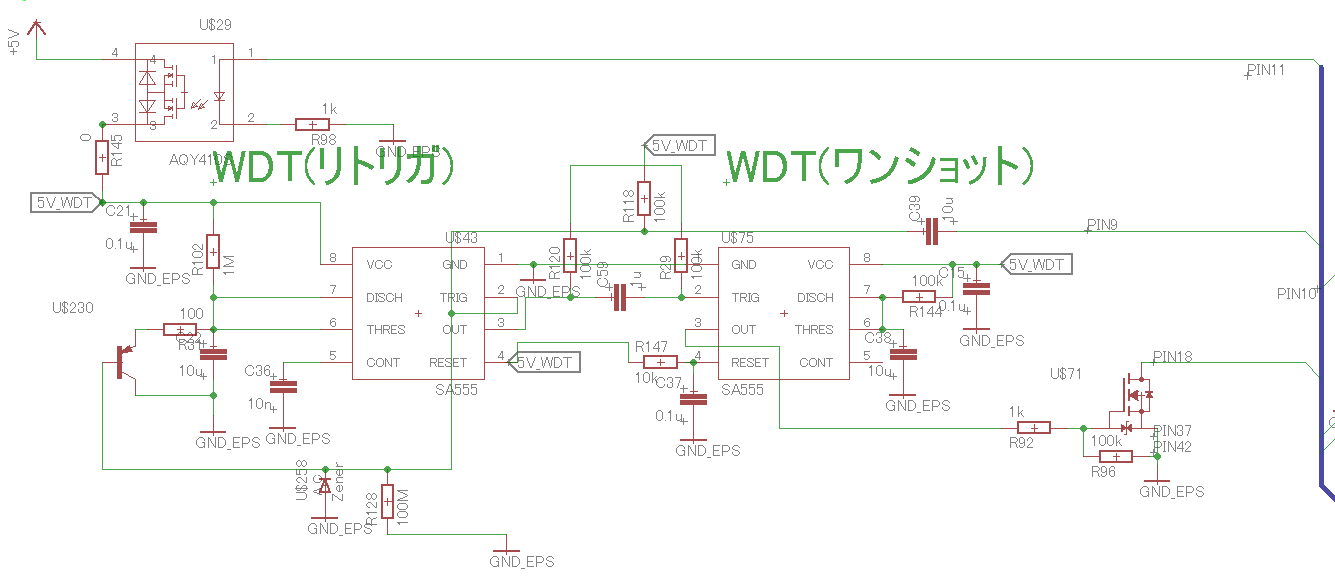 U$29
+5V
4
4
1
1
3
3
2
2
1k
R98
GND_EPS
0
R145
AQY410S
WDT(リトリガ)
WDT(ワンショット)
5V_WDT
5V_WDT
PIN11
C21
0.1u
GND_EPS
R102
1M
R118
100k
C39
10u
PIN9
U$43
U$75
8
VCC
GND
1
7
DISCH
TRIG
2
6
THRES
OUT
3
5
CONT
RESET
4
SA555
R120
100k
GND_EPS
C59
1u
R29
100k
1
GND
VCC
8
2
TRIG
DISCH
7
3
OUT
THRES
6
4
RESET
CONT
5
SA555
5V_WDT
C15
0.1u
100k
R144
GND_EPS
PIN10
U$230
100
10u
GND_EPS
C36
10n
GND_EPS
5V_WDT
R147
10k
C37
0.1u
GND_EPS
C38
10u
GND_EPS
PIN18
U$71
1k
R92
100k
R96
PIN37
PIN42
GND_EPS
U$258
Zener
GND_EPS
R128
100M
GND_EPS